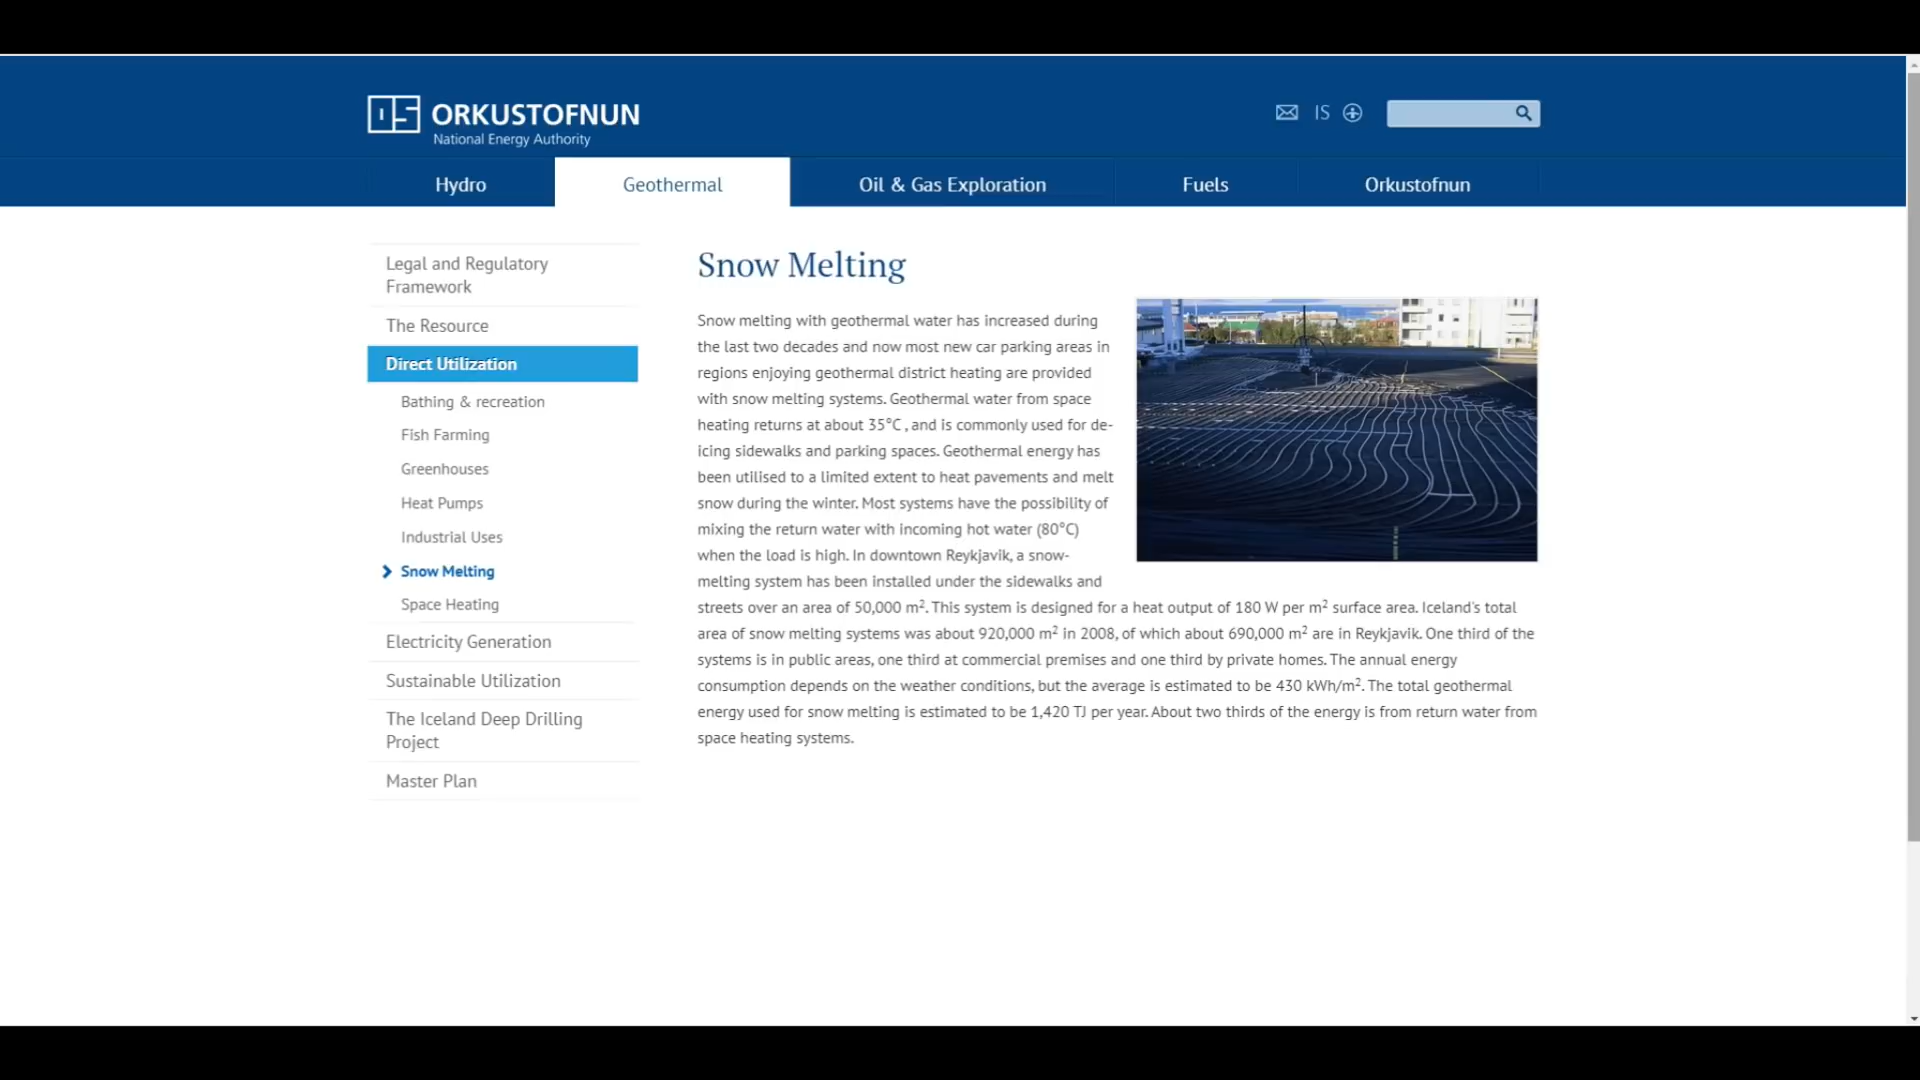 ORKUSTOFNUN
National Energy Authority
IS
Hydro
Geothermal
Oil & Gas Exploration
Fuels
Orkustofnun
Legal and Regulatory
Framework
The Resource
Direct Utilization
Bathing & recreation
Fish Farming
Greenhouses
Heat Pumps
Industrial Uses
Snow Melting
Space Heating
Electricity Generation
Sustainable Utilization
The Iceland Deep Drilling
Project
Master Plan
Snow Melting
Snow melting with geothermal water has increased during
the last two decades and now most new car parking areas in
regions enjoying geothermal district heating are provided
with snow melting systems. Geothermal water from space
heating returns at about 35°C , and is commonly used for de-
icing sidewalks and parking spaces. Geothermal energy has
been utilised to a limited extent to heat pavements and melt
snow during the winter. Most systems have the possibility of
mixing the return water with incoming hot water (80°C)
when the load is high. In downtown Reykjavik, a snow-
melting system has been installed under the sidewalks and
streets over an area of 50,000 m². This system is designed for a heat output of 180 W per m² surface area. Iceland's total
area of snow melting systems was about 920,000 m² in 2008, of which about 690,000 m² are in Reykjavik. One third of the
systems is in public areas, one third at commercial premises and one third by private homes. The annual energy
consumption depends on the weather conditions, but the average is estimated to be 430 kWh/m². The total geothermal
energy used for snow melting is estimated to be 1,420 TJ per year. About two thirds of the energy is from return water from
space heating systems.